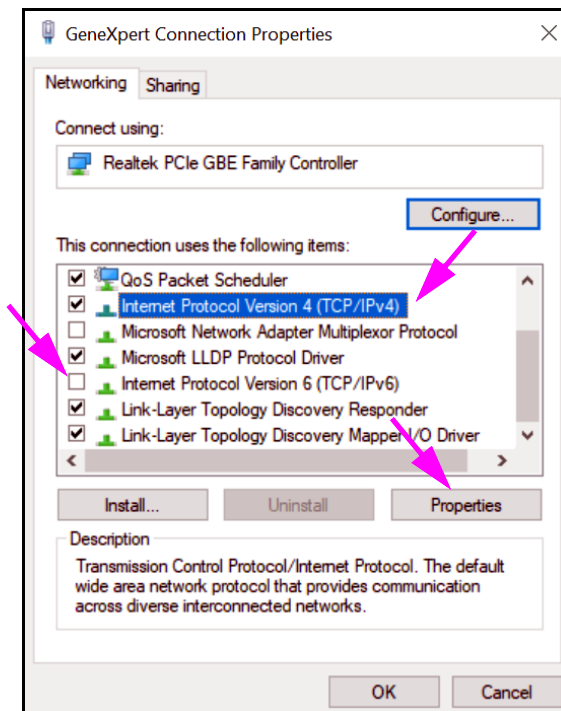 GeneXpert Connection Properties
Networking
Sharing
Connect using:
Realtek PCIe GBE Family Controller
Configure...
This connection uses the following items:
QoS Packet Scheduler
Internet Protocol Version 4 (TCP/IPv4)
Microsoft Network Adapter Multiplexor Protocol
Microsoft LLDP Protocol Driver
Internet Protocol Version 6 (TCP/IPv6)
Link-Layer Topology Discovery Responder
Link-Layer Topology Discovery Mapper I/O Driver
Install...
Uninstall
Properties
Description
Transmission Control Protocol/Internet Protocol. The default
wide area network protocol that provides communication
across diverse interconnected networks.
OK
Cancel